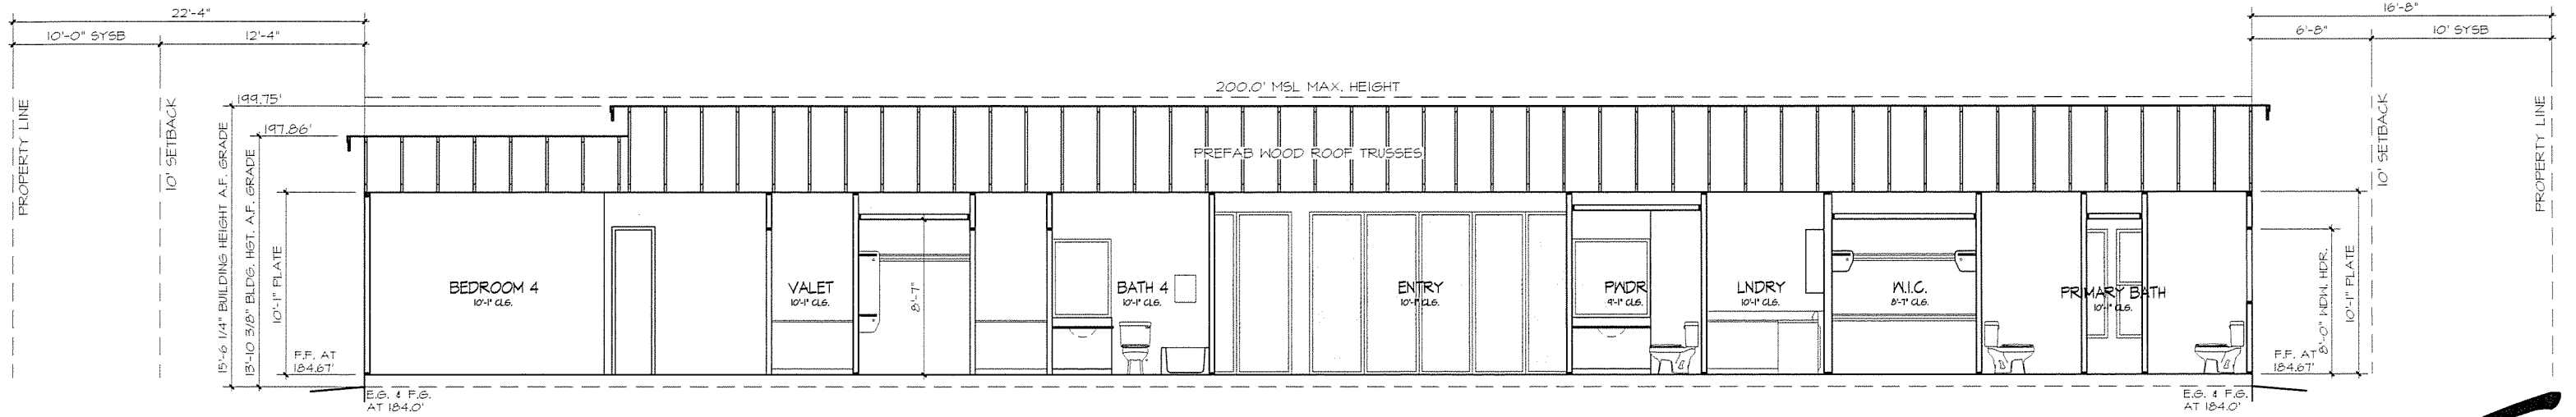 22'-4"
10'-0" SYSB
12'-4"
16'-8"
6'-8"
10' SYSB
PROPERTY LINE
10' SETBACK
199.75'
197.86'
200.0' MSL MAX. HEIGHT
15'-6 1/4" BUILDING HEIGHT A.F. GRADE
13'-10 3/8" BLDG. HGT. A.F. GRADE
10'-1" PLATE
PREFAB WOOD ROOF TRUSSES
BEDROOM 4
10'-1" CLG.
VALET
10'-1" CLG.
8'-7"
BATH 4
10'-1" CLG.
ENTRY
10'-1" CLG.
PWDR
9'-1" CLG.
LNDRY
10'-1" CLG.
W.I.C.
8'-7" CLG.
PRIMARY BATH
10'-1" CLG.
8'-0" WDW. HDR.
10'-1" PLATE
10' SETBACK
PROPERTY LINE
F.F. AT
184.67'
F.F. AT
184.67'
E.G. & F.G.
AT 184.0'
E.G. & F.G.
AT 184.0'